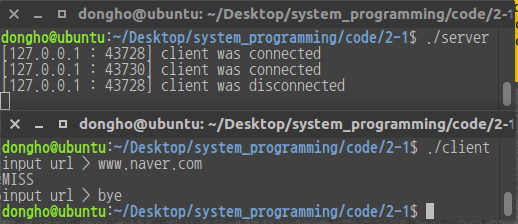 dongho@ubuntu: ~/Desktop/system_programming/code/2-1
dongho@ubuntu:~/Desktop/system_programming/code/2-1$ ./server
[127.0.0.1 : 43728] client was connected
[127.0.0.1 : 43730] client was connected
[127.0.0.1 : 43728] client was disconnected
dongho@ubuntu: ~/Desktop/system_programming/code/2-1
dongho@ubuntu:~/Desktop/system_programming/code/2-1$ ./client
input url > www.naver.com
MISS
input url > bye
dongho@ubuntu:~/Desktop/system_programming/code/2-1$